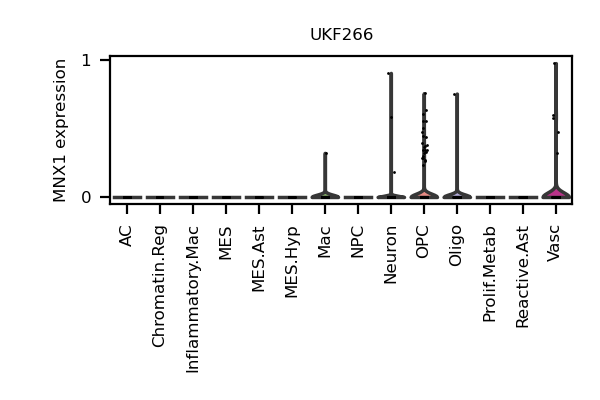 UKF266
MNX1 expression
1
0
AC
Chromatin.Reg
Inflammatory.Mac
MES
MES.Ast
MES.Hyp
Mac
NPC
Neuron
OPC
Oligo
Prolif.Metab
Reactive.Ast
Vasc